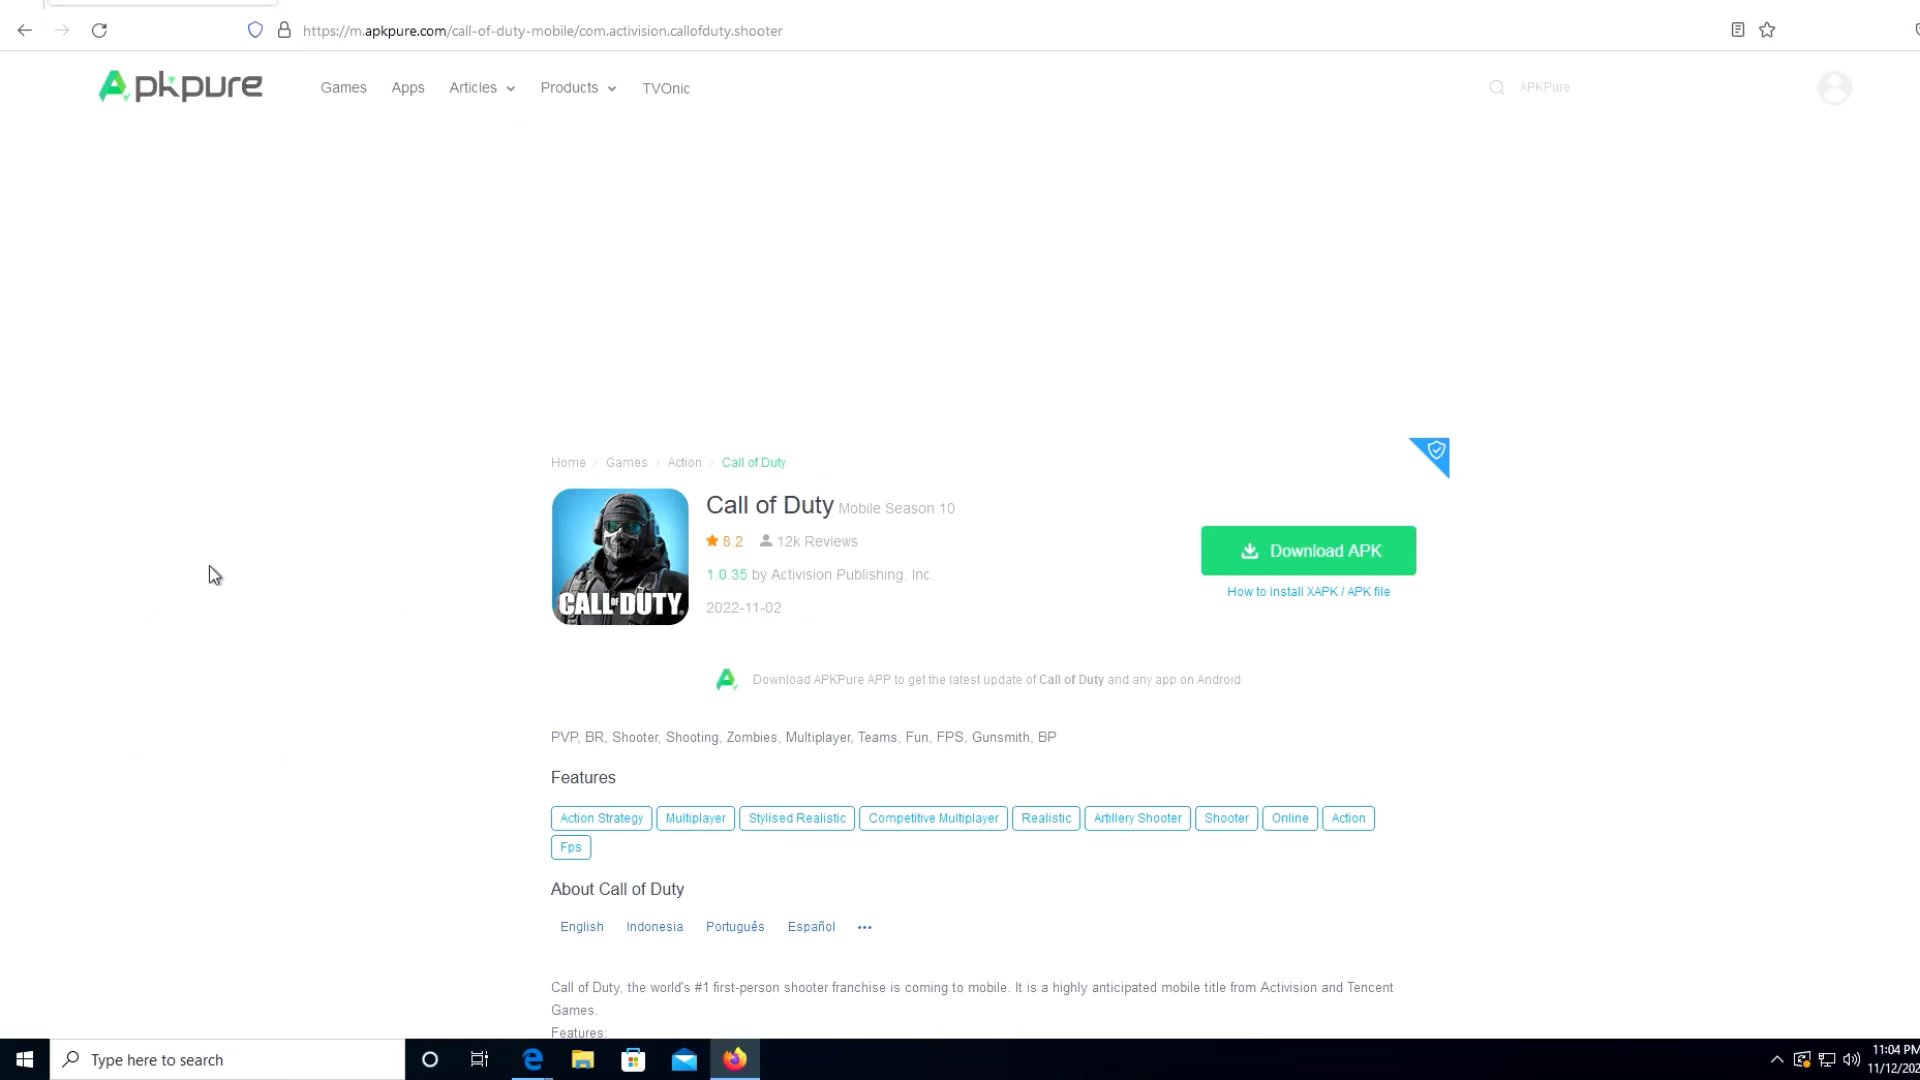 https://m.apkpure.com/call-of-duty-mobile/com.activision.callofduty.shooter
Apkpure
Games Apps Articles Products TVOnic
APKPure
Home > Games > Action > Call of Duty
Call of Duty Mobile Season 10
8.2 12k Reviews
1.0.35 by Activision Publishing, Inc.
2022-11-02
CALL OF DUTY
Download APK
How to install XAPK / APK file
Download APKPure APP to get the latest update of Call of Duty and any app on Android
PVP, BR, Shooter, Shooting, Zombies, Multiplayer, Teams, Fun, FPS, Gunsmith, BP
Features
Action Strategy Multiplayer Stylised Realistic Competitive Multiplayer Realistic Artillery Shooter Shooter Online Action
Fps
About Call of Duty
English Indonesia Português Español •••
Call of Duty, the world's #1 first-person shooter franchise is coming to mobile. It is a highly anticipated mobile title from Activision and Tencent
Games.
Features:
Type here to search
11:04 PM